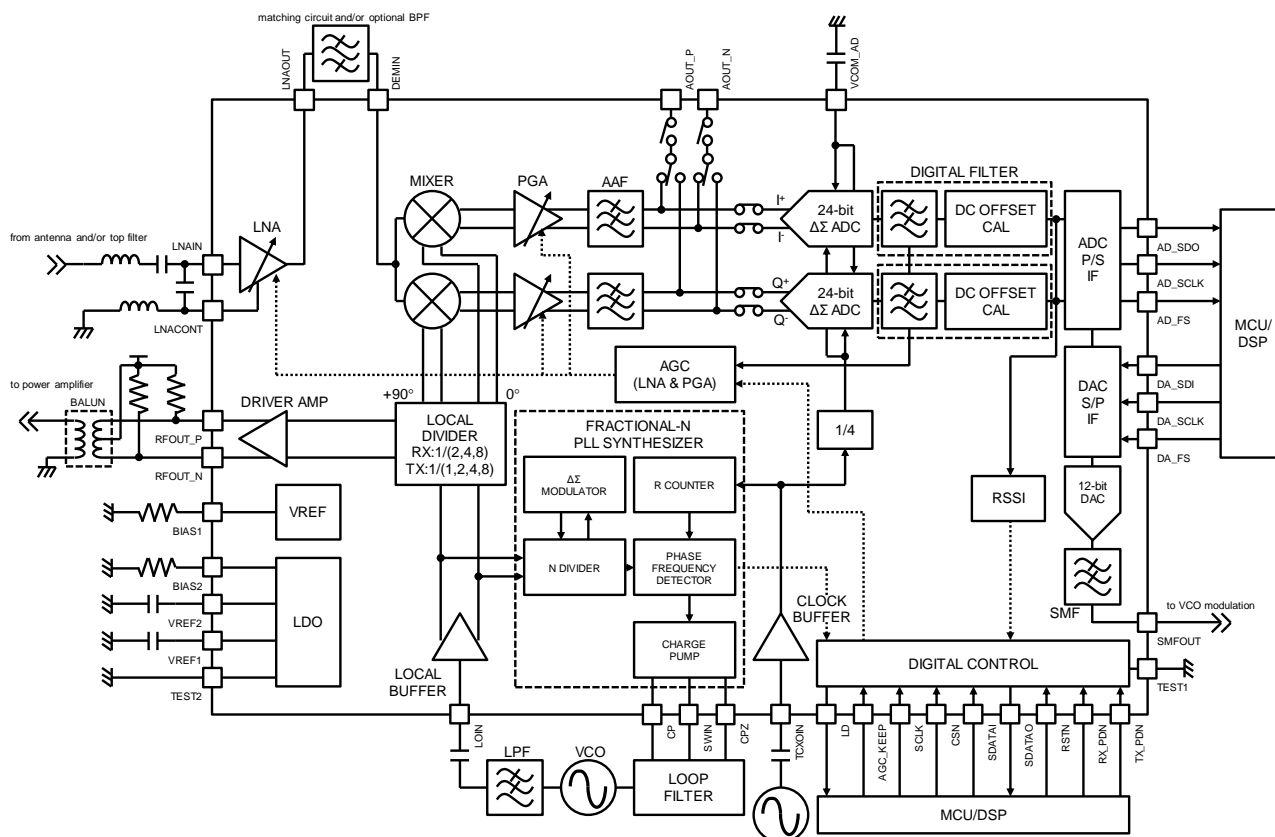 matching circuit and/or optional BPF
LNAOUT
DEMIN
AOUT_P
AOUT_N
VCOM_AD
MIXER
PGA
AAF
I+
I-
24-bit
ΔΣ ADC
DIGITAL FILTER
DC OFFSET
CAL
ADC
P/S
IF
AD_SDO
AD_SCLK
AD_FS
MCU/
DSP
from antenna and/or top filter
LNAIN
LNA
LNACONT
Q+
Q-
24-bit
ΔΣ ADC
DC OFFSET
CAL
AGC
(LNA & PGA)
DAC
S/P
IF
DA_SDI
DA_SCLK
DA_FS
to power amplifier
BALUN
RFOUT_P
RFOUT_N
DRIVER AMP
+90°
0°
LOCAL
DIVIDER
RX:1/(2,4,8)
TX:1/(1,2,4,8)
FRACTIONAL-N
PLL SYNTHESIZER
1/4
ΔΣ
MODULATOR
R COUNTER
RSSI
12-bit
DAC
BIAS1
VREF
N DIVIDER
PHASE
FREQUENCY
DETECTOR
BIAS2
VREF2
VREF1
TEST2
LDO
CLOCK
BUFFER
SMF
to VCO modulation
SMFOUT
LOCAL
BUFFER
CHARGE
PUMP
DIGITAL CONTROL
TEST1
LOIN
CP
SWIN
CPZ
TCXOIN
LD
AGC_KEEP
SCLK
CSN
SDATAI
SDATAO
RSTN
RX_PDN
TX_PDN
LPF
VCO
LOOP
FILTER
MCU/DSP